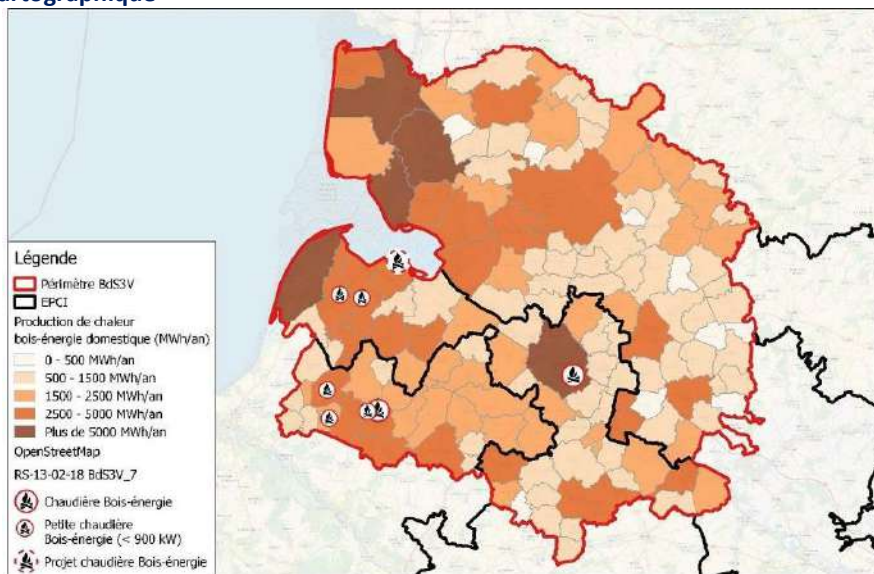 artographique
Légende
Périmètre BdS3V
EPCI
Production de chaleur
bois-énergie domestique (MWh/an)
0 - 500 MWh/an
500 - 1500 MWh/an
1500 - 2500 MWh/an
2500 - 5000 MWh/an
Plus de 5000 MWh/an
OpenStreetMap
RS-13-02-18 BdS3V_7
Chaudière Bois-énergie
Petite chaudière
Bois-énergie (< 900 kW)
Projet chaudière Bois-énergie